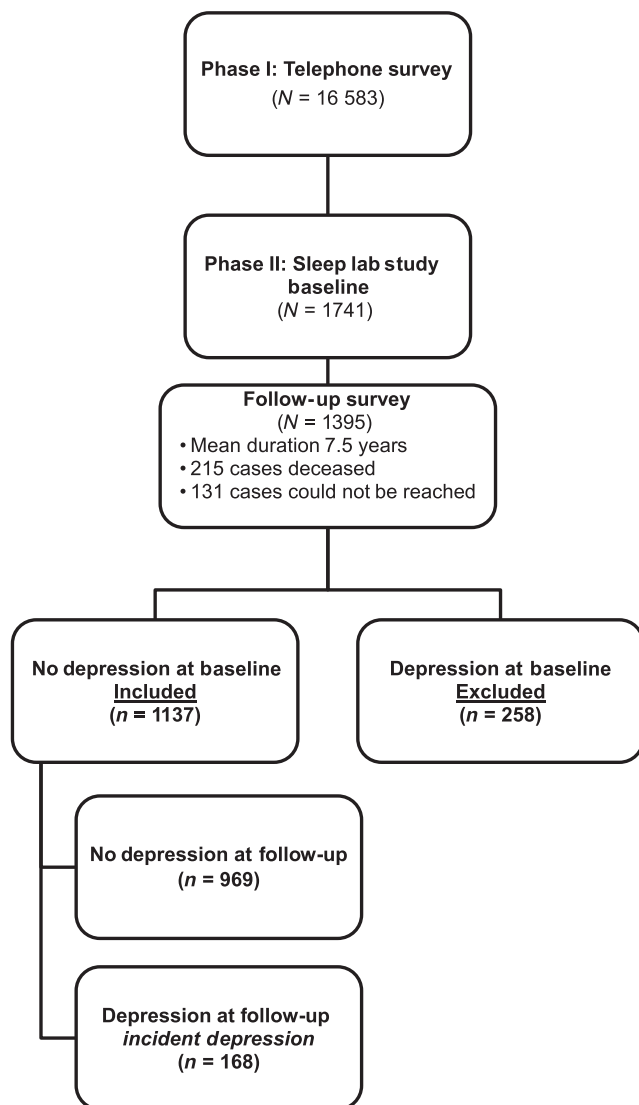 Phase I: Telephone survey
(N = 16 583)
Phase II: Sleep lab study
baseline
(N = 1741)
Follow-up survey
(N = 1395)
• Mean duration 7.5 years
• 215 cases deceased
• 131 cases could not be reached
No depression at baseline
Included
(n = 1137)
Depression at baseline
Excluded
(n = 258)
No depression at follow-up
(n = 969)
Depression at follow-up
incident depression
(n = 168)